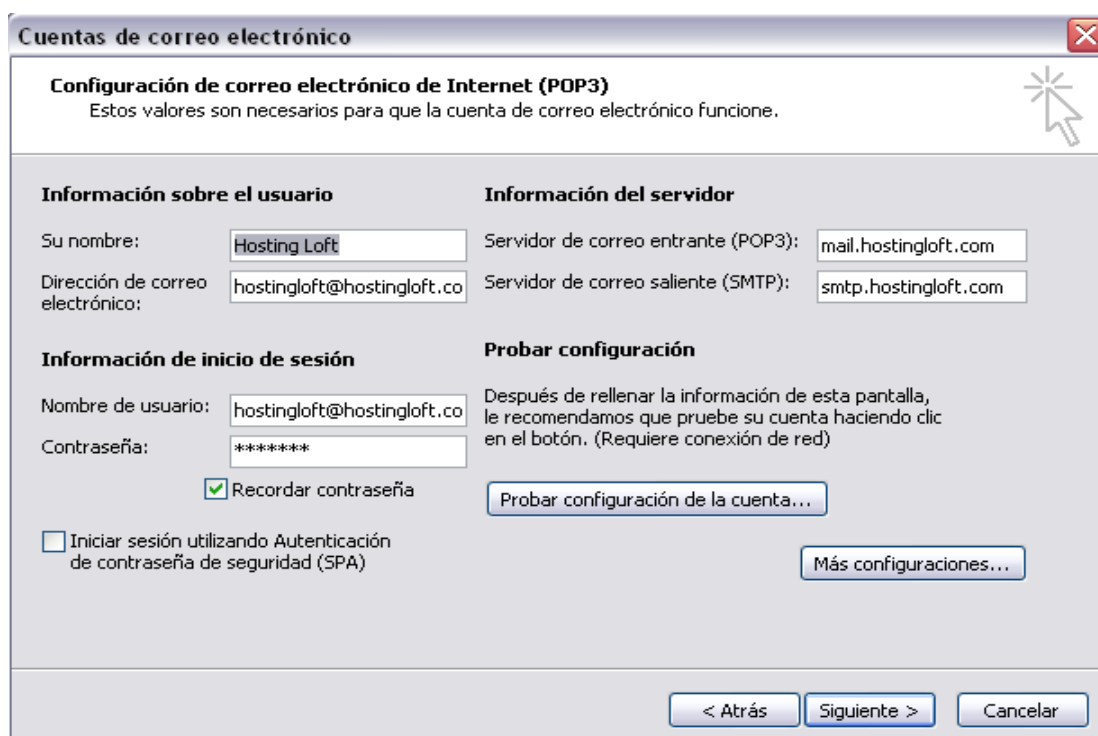 Cuentas de correo electrónico
Configuración de correo electrónico de Internet (POP3)
Estos valores son necesarios para que la cuenta de correo electrónico funcione.
Información sobre el usuario
Su nombre:
Hosting Loft
Dirección de correo
electrónico:
hostingloft@hostingloft.co
Información de inicio de sesión
Nombre de usuario:
hostingloft@hostingloft.co
Contraseña:
*******
Recordar contraseña
Iniciar sesión utilizando Autenticación
de contraseña de seguridad (SPA)
Información del servidor
Servidor de correo entrante (POP3):
mail.hostingloft.com
Servidor de correo saliente (SMTP):
smtp.hostingloft.com
Probar configuración
Después de rellenar la información de esta pantalla,
le recomendamos que pruebe su cuenta haciendo clic
en el botón. (Requiere conexión de red)
Probar configuración de la cuenta...
Más configuraciones...
< Atrás
Siguiente >
Cancelar